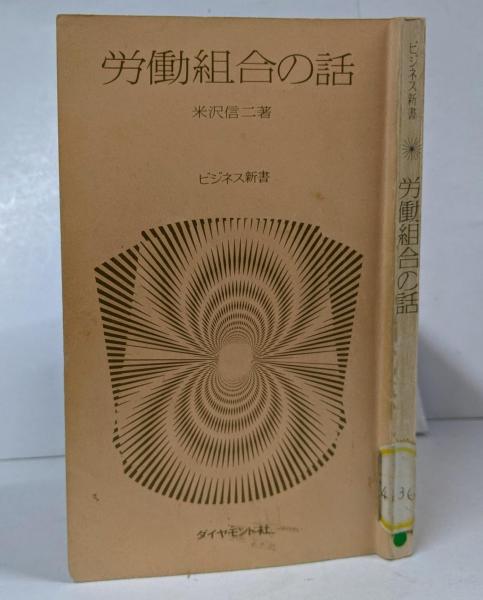 労働組合の話
米沢信二著
ビジネス新書
ダイヤモンド社
ビジネス新書
労働組合の話